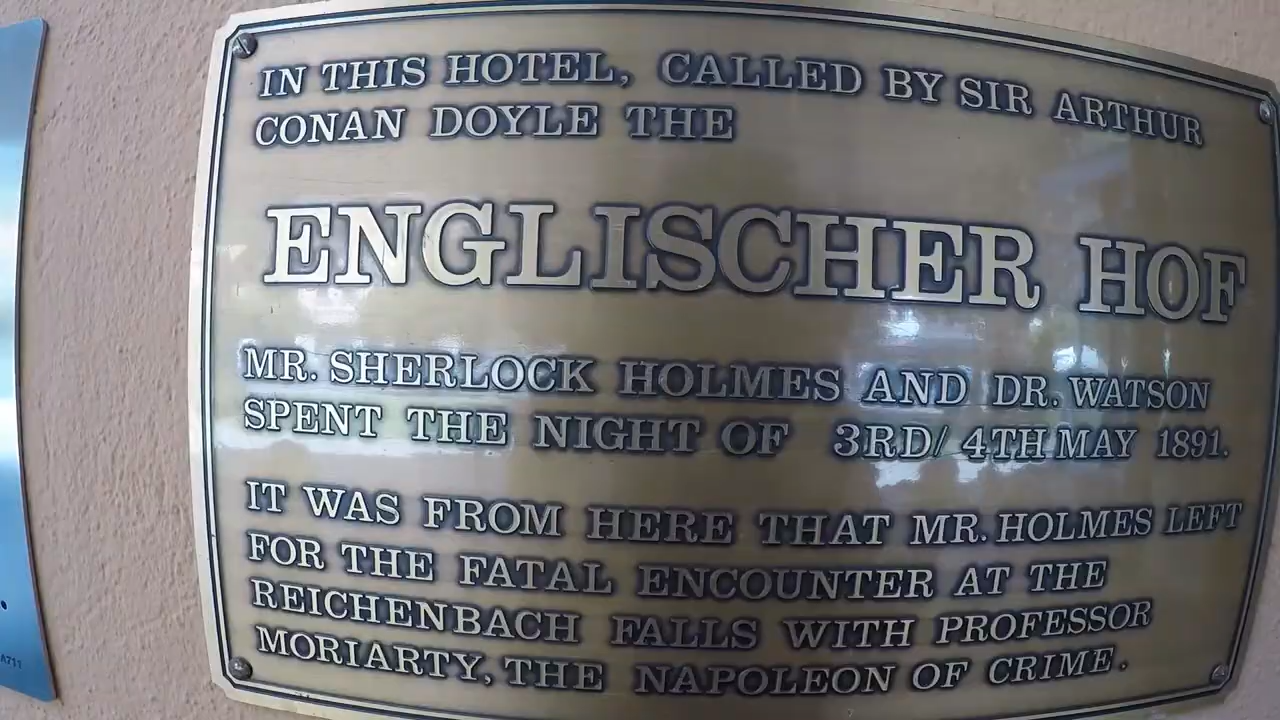 IN THIS HOTEL, CALLED BY SIR ARTHUR
CONAN DOYLE THE
ENGLISCHER HOF
MR. SHERLOCK HOLMES AND DR. WATSON
SPENT THE NIGHT OF 3RD/ 4TH MAY 1891.
IT WAS FROM HERE THAT MR. HOLMES LEFT
FOR THE FATAL ENCOUNTER AT THE
REICHENBACH FALLS WITH PROFESSOR
MORIARTY, THE NAPOLEON OF CRIME.